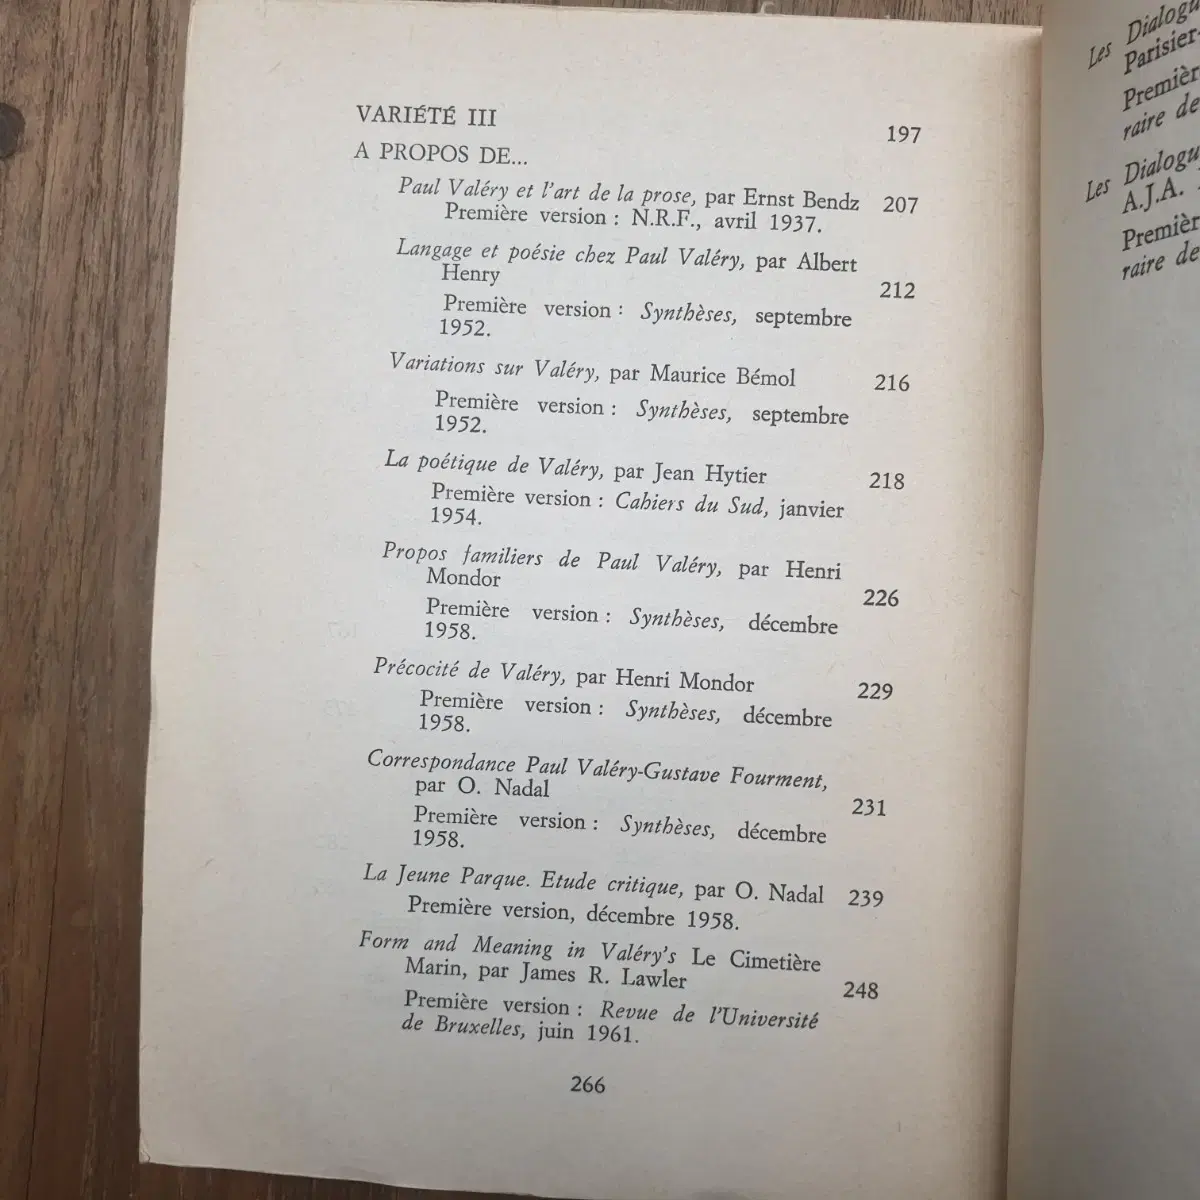 VARIÉTÉ III 197
A PROPOS DE...
Paul Valéry et l'art de la prose, par Ernst Bendz 207
Première version : N.R.F., avril 1937.
Langage et poésie chez Paul Valéry, par Albert
Henry 212
Première version : Synthèses, septembre
1952.
Variations sur Valéry, par Maurice Bémol 216
Première version : Synthèses, septembre
1952.
La poétique de Valéry, par Jean Hytier 218
Première version : Cahiers du Sud, janvier
1954.
Propos familiers de Paul Valéry, par Henri
Mondor 226
Première version : Synthèses, décembre
1958.
Précocité de Valéry, par Henri Mondor 229
Première version : Synthèses, décembre
1958.
Correspondance Paul Valéry-Gustave Fourment,
par O. Nadal 231
Première version : Synthèses, décembre
1958.
La Jeune Parque. Etude critique, par O. Nadal 239
Première version, décembre 1958.
Form and Meaning in Valéry's Le Cimetière
Marin, par James R. Lawler 248
Première version : Revue de l'Université
de Bruxelles, juin 1961.
266
Les Dialogu
Parisier-
Premièr
raire de
Les Dialogu
A.J.A.
Premièr
raire de